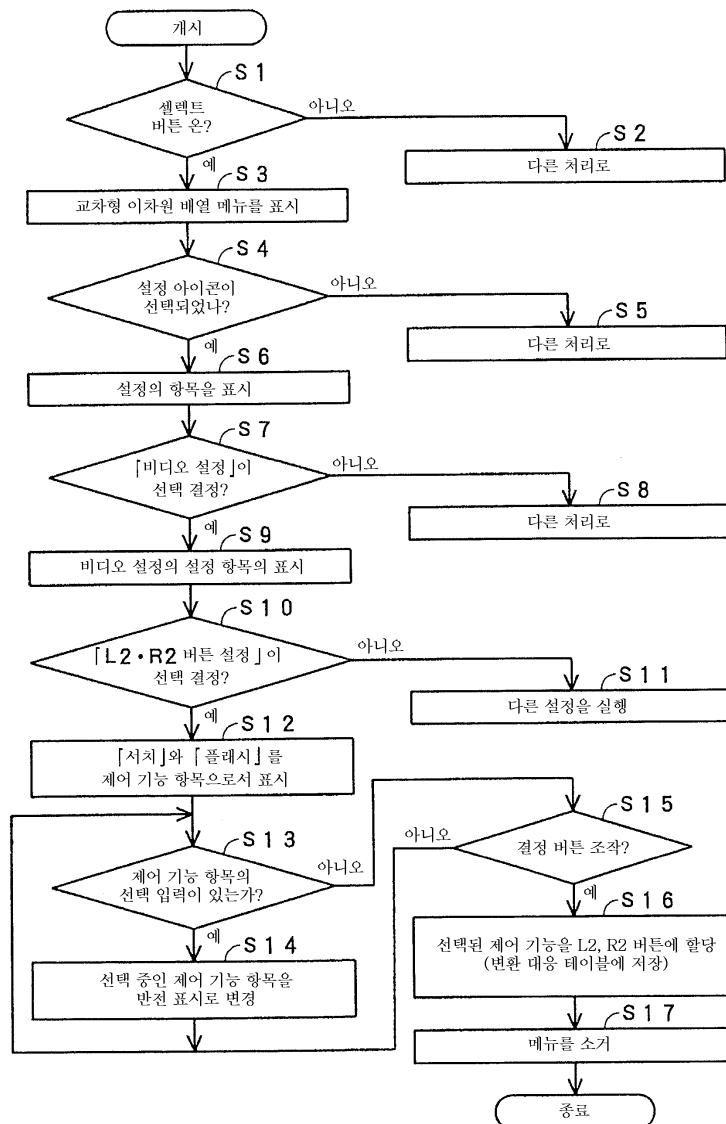 개시
S1
셀렉트
버튼 온?
아니오
예
S2
다른 처리로
S3
교차형 이차원 배열 메뉴를 표시
S4
설정 아이콘이
선택되었나?
아니오
예
S5
다른 처리로
S6
설정의 항목을 표시
S7
「비디오 설정」이
선택 결정?
아니오
예
S8
다른 처리로
S9
비디오 설정의 설정 항목의 표시
S10
「L2·R2 버튼 설정」이
선택 결정?
아니오
예
S11
다른 설정을 실행
S12
「서치」와 「플래시」를
제어 기능 항목으로서 표시
S13
제어 기능 항목의
선택 입력이 있는가?
아니오
예
S14
선택 중인 제어 기능 항목을
반전 표시로 변경
S15
결정 버튼 조작?
아니오
예
S16
선택된 제어 기능을 L2, R2 버튼에 할당
(변환 대응 테이블에 저장)
S17
메뉴를 소거
종료